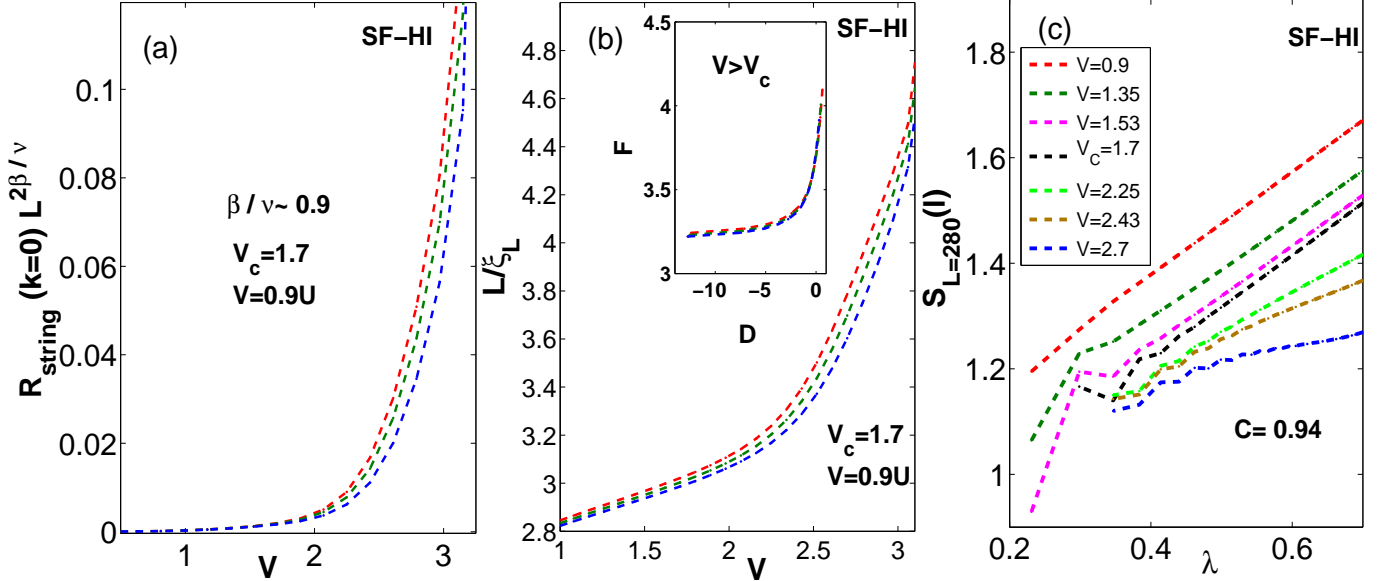 (a)
SF−HI
R_string (k=0) L^2β / ν
0.1
0.08
0.06
0.04
0.02
0
β / ν~ 0.9
V_c=1.7
V=0.9U
1
2
3
V
(b)
SF−HI
L/ξ_L
4.8
4.6
4.4
4.2
4
3.8
3.6
3.4
3.2
3
2.8
4.5
4
3.5
3
F
V>V_c
−10
−5
0
D
V_c=1.7
V=0.9U
1
1.5
2
2.5
3
V
(c)
SF−HI
S_L=280(l)
1.8
1.6
1.4
1.2
1
V=0.9
V=1.35
V=1.53
V_C=1.7
V=2.25
V=2.43
V=2.7
C= 0.94
0.2
0.4
0.6
λ